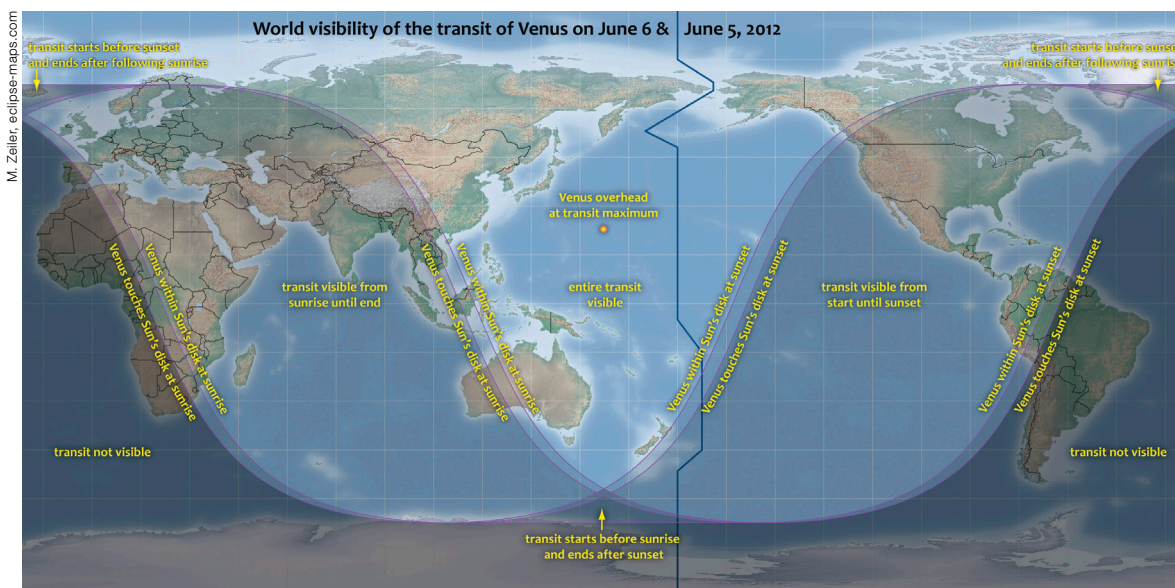 M. Zeiler, eclipse-maps.com
World visibility of the transit of Venus on June 6 & June 5, 2012
transit starts before sunset
and ends after following sunrise
transit starts before sunse
and ends after following sunris
Venus overhead
at transit maximum
Venus touches Sun's disk at sunrise
Venus within Sun's disk at sunrise
transit visible from
sunrise until end
Venus touches Sun's disk at sunrise
Venus within Sun's disk at sunrise
entire transit
visible
Venus within Sun's disk at sunset
Venus touches Sun's disk at sunset
transit visible from
start until sunset
Venus within Sun's disk at sunset
Venus touches Sun's disk at sunset
transit not visible
transit not visible
transit starts before sunrise
and ends after sunset